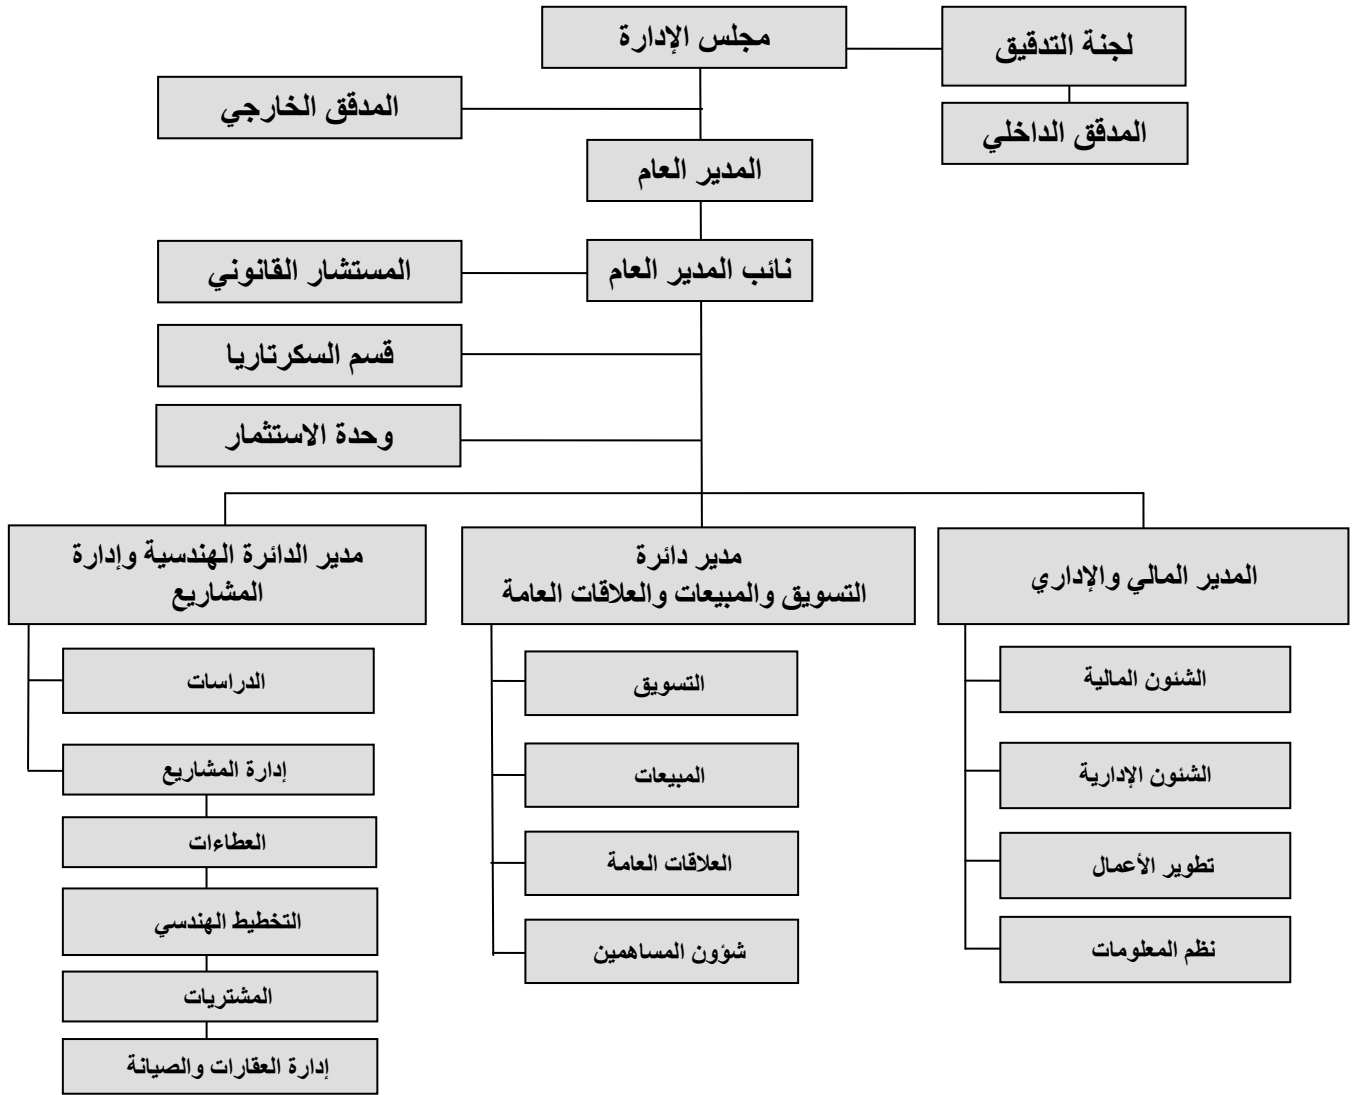 مجلس الإدارة
لجنة التدقيق
المدقق الخارجي
المدقق الداخلي
المدير العام
نائب المدير العام
المستشار القانوني
قسم السكرتاريا
وحدة الاستثمار
المدير المالي والإداري
الشئون المالية
الشئون الإدارية
تطوير الأعمال
نظم المعلومات
مدير دائرة
التسويق والمبيعات والعلاقات العامة
التسويق
المبيعات
العلاقات العامة
شؤون المساهمين
مدير الدائرة الهندسية وإدارة
المشاريع
الدراسات
إدارة المشاريع
العطاءات
التخطيط الهندسي
المشتريات
إدارة العقارات والصيانة